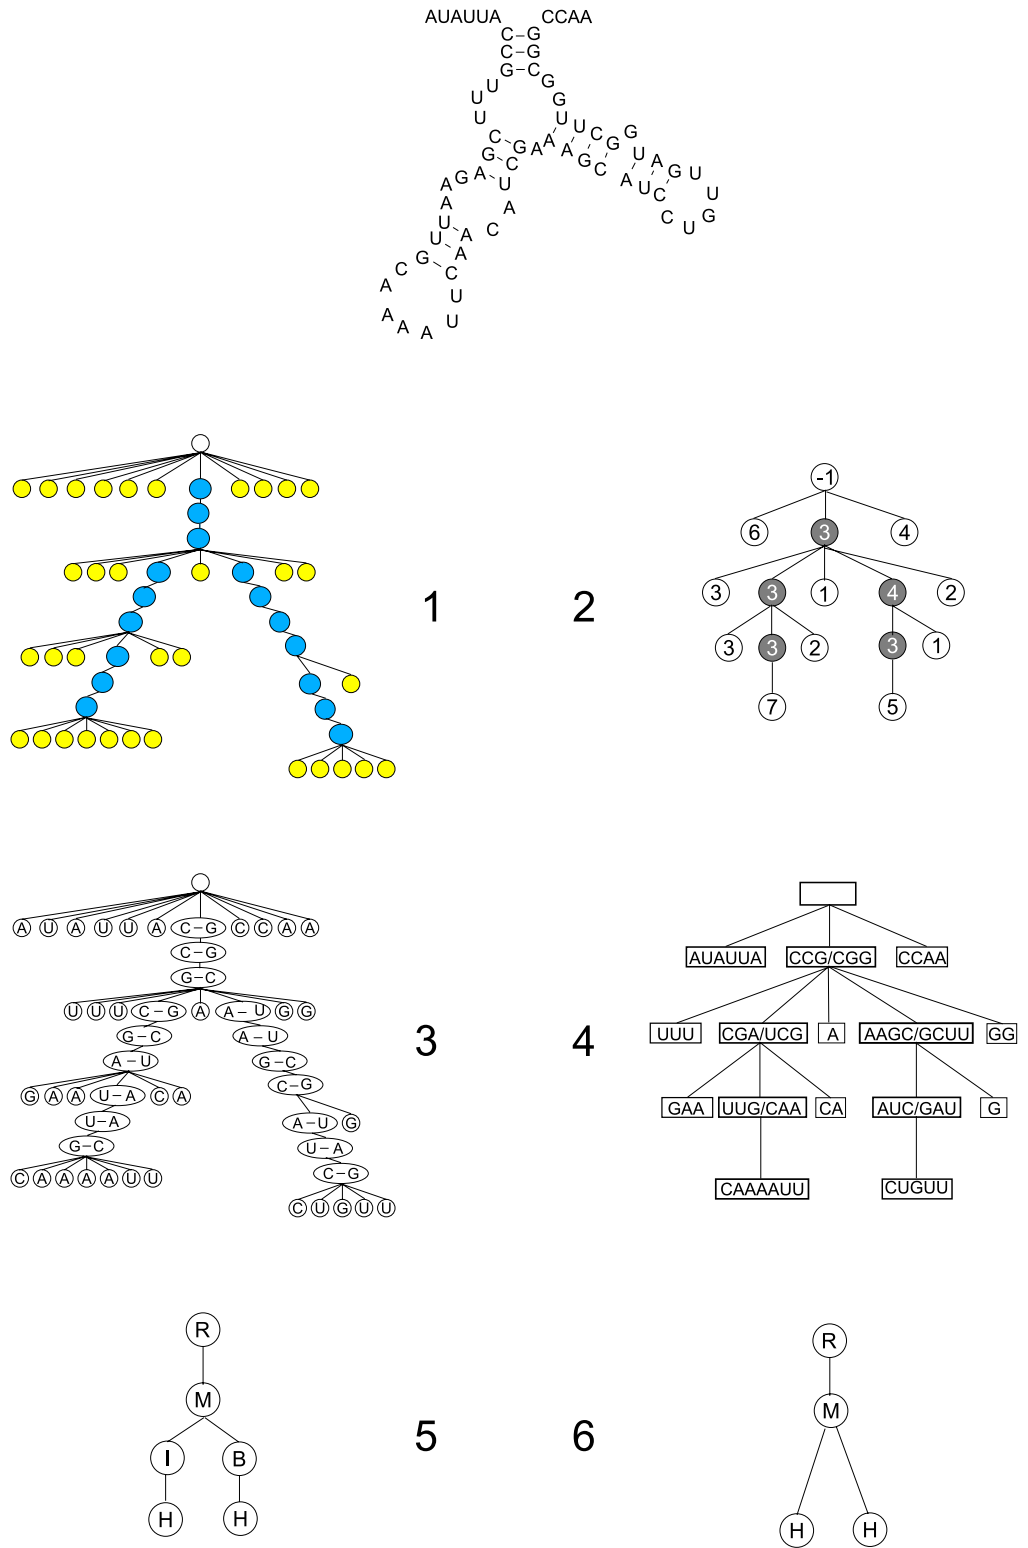 AUAUUA CCAA
C–G
C–G
G–C
U G
U G
U U U C G G
C G A A A G C U A G U
G C A U C U
A G A U C G
A A C U
U A
U A
G C
C U
A U
A A A A
-1
6 3 4
3 3 1 4 2
3 3 2 3 1
7 5
1 2
A U A U U A C–G C C A A
C–G
G–C
U U U C–G A A–U G G
G–C A–U
A–U G–C
C–G
G A A U–A C A
U–A A–U G
G–C U–A
C A A A A U U C–G
C U G U U
AUAUUA CCG/CGG CCAA
UUU CGA/UCG A AAGC/GCUU GG
GAA UUG/CAA CA AUC/GAU G
CAAAAUU CUGUU
3 4
R
M
I B
H H
R
M
H H
5 6